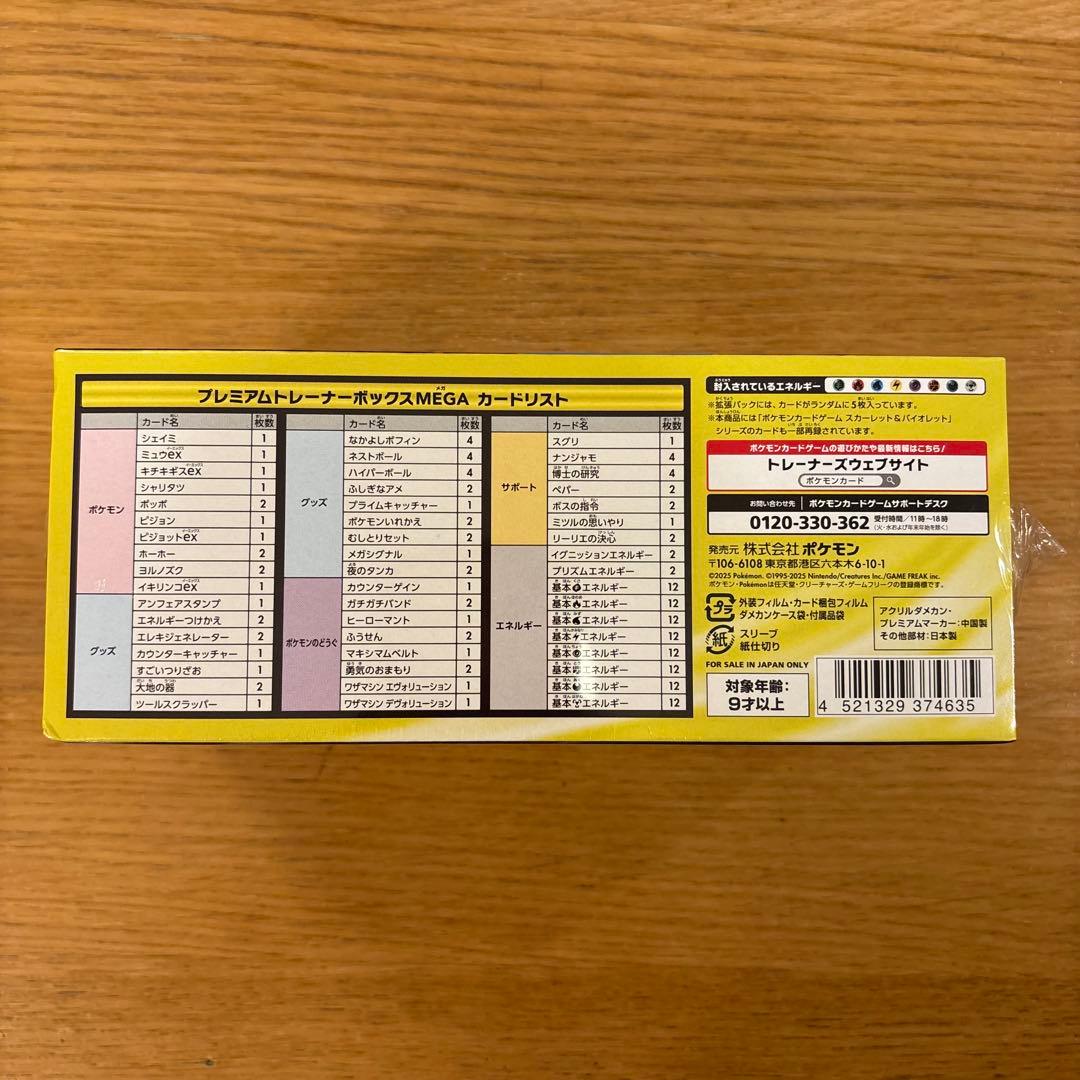 プレミアムトレーナーボックスMEGA カードリスト
カード名 枚数
ポケモン
シェイミ 1
ミュウex 1
キチキギスex 1
シャリタツ 1
ポッポ 2
ピジョン 1
ピジョットex 1
ホーホー 2
ヨルノズク 2
イキリンコex 1
グッズ
アンフェアスタンプ 1
エネルギーつけかえ 2
エレキジェネレーター 2
カウンターキャッチャー 1
すごいつりざお 1
大地の器 2
ツールスクラッパー 1
カード名 枚数
グッズ
なかよしポフィン 4
ネストボール 4
ハイパーボール 4
ふしぎなアメ 2
プライムキャッチャー 1
ポケモンいれかえ 2
むしとりセット 2
メガシグナル 1
夜のタンカ 2
ポケモンのどうぐ
カウンターゲイン 1
ガチガチバンド 2
ヒーローマント 1
ふうせん 2
マキシマムベルト 1
勇気のおまもり 2
ワザマシン エヴォリューション 1
ワザマシン デヴォリューション 1
カード名 枚数
サポート
スグリ 1
ナンジャモ 4
博士の研究 4
ペパー 2
ボスの指令 2
ミツルの思いやり 1
リーリエの決心 2
エネルギー
イグニッションエネルギー 2
プリズムエネルギー 2
基本エネルギー 12
基本エネルギー 12
基本エネルギー 12
基本エネルギー 12
基本エネルギー 12
基本エネルギー 12
基本エネルギー 12
基本エネルギー 12
封入されているエネルギー
※拡張パックには、カードがランダムに5枚入っています。
※本商品には「ポケモンカードゲーム スカーレット&バイオレット」
シリーズのカードも一部再録されています。
ポケモンカードゲームの遊びかたや最新情報はこちら!
トレーナーズウェブサイト
ポケモンカード
お問い合わせ先 ポケモンカードゲームサポートデスク
0120-330-362 受付時間/11時~18時
(火・水および年末年始を除く)
発売元 株式会社ポケモン
〒106-6108 東京都港区六本木6-10-1
©2025 Pokémon. ©1995-2025 Nintendo/Creatures Inc./GAME FREAK inc.
ポケモン・Pokémonは任天堂・クリーチャーズ・ゲームフリークの登録商標です。
プラ 外装フィルム・カード梱包フィルム
ダメカンケース袋・付属品袋
紙 スリーブ
紙仕切り
アクリルダメカン・
プレミアムマーカー:中国製
その他部材:日本製
FOR SALE IN JAPAN ONLY
対象年齢:
9才以上
4 521329 374635